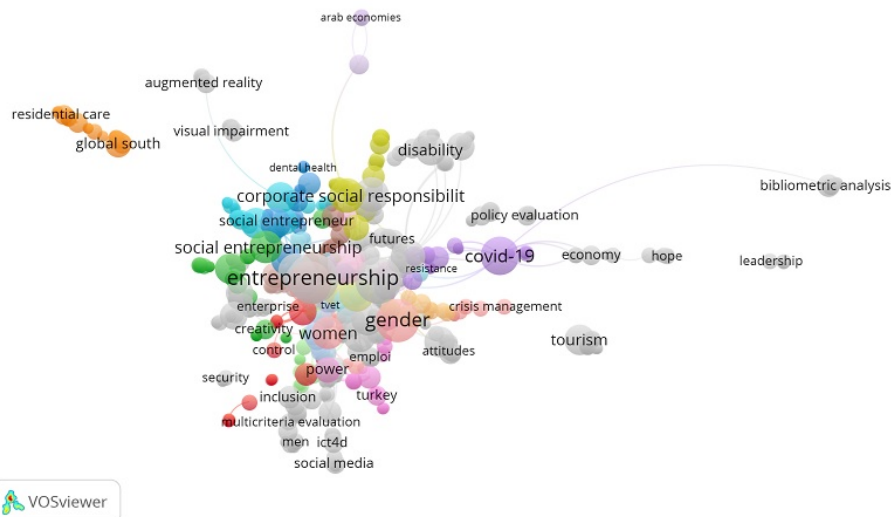 arab economies
augmented reality
residential care
visual impairment
global south
disability
dental health
bibliometric analysis
corporate social responsibilit
social entrepreneur
policy evaluation
futures
social entrepreneurship
covid-19
economy
hope
resistance
leadership
entrepreneurship
enterprise
tvet
crisis management
gender
creativity
women
tourism
control
attitudes
emploi
power
security
turkey
inclusion
multicriteria evaluation
men
ict4d
social media
VOSviewer